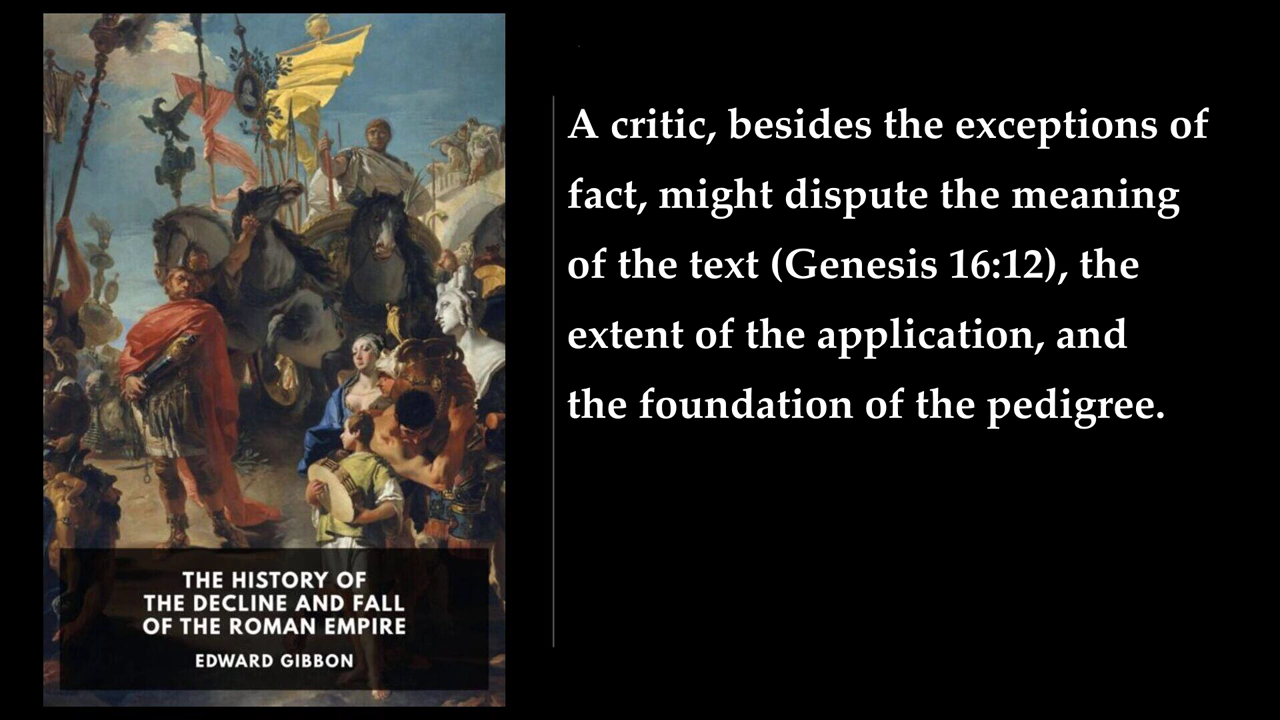 A critic, besides the exceptions of
fact, might dispute the meaning
of the text (Genesis 16:12), the
extent of the application, and
the foundation of the pedigree.
THE HISTORY OF
THE DECLINE AND FALL
OF THE ROMAN EMPIRE
EDWARD GIBBON